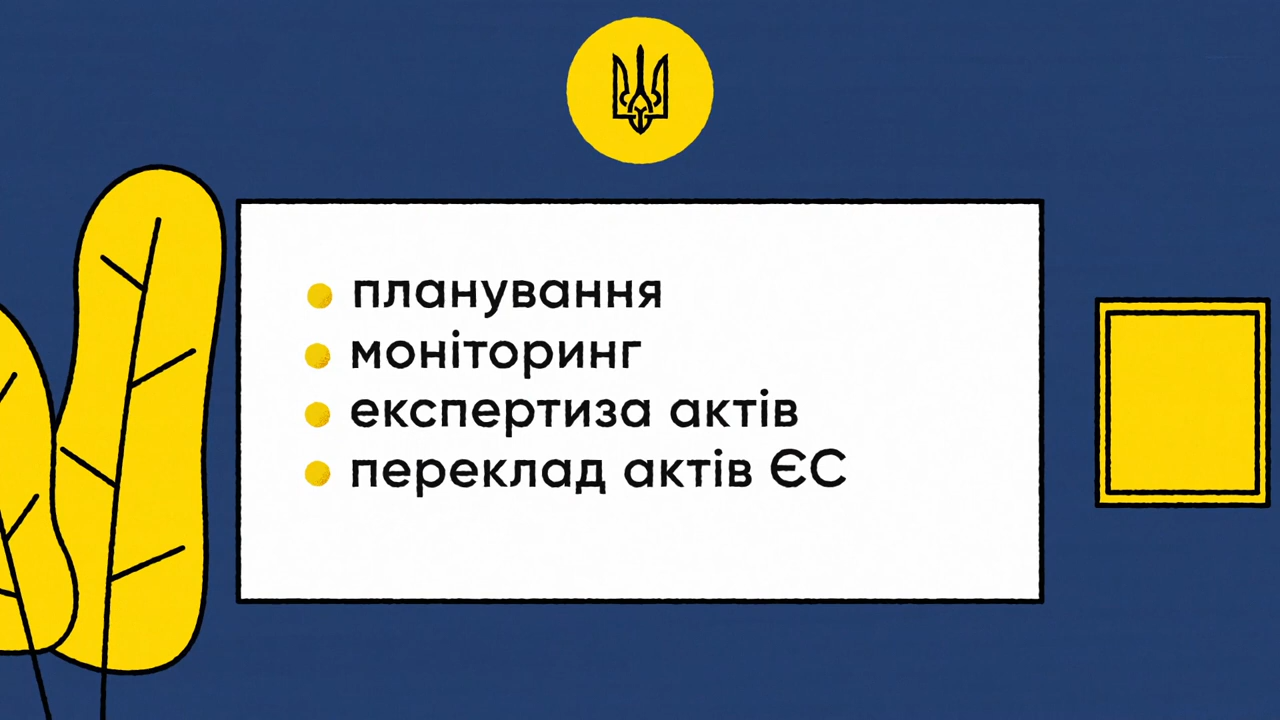 планування
моніторинг
експертиза актів
переклад актів ЄС